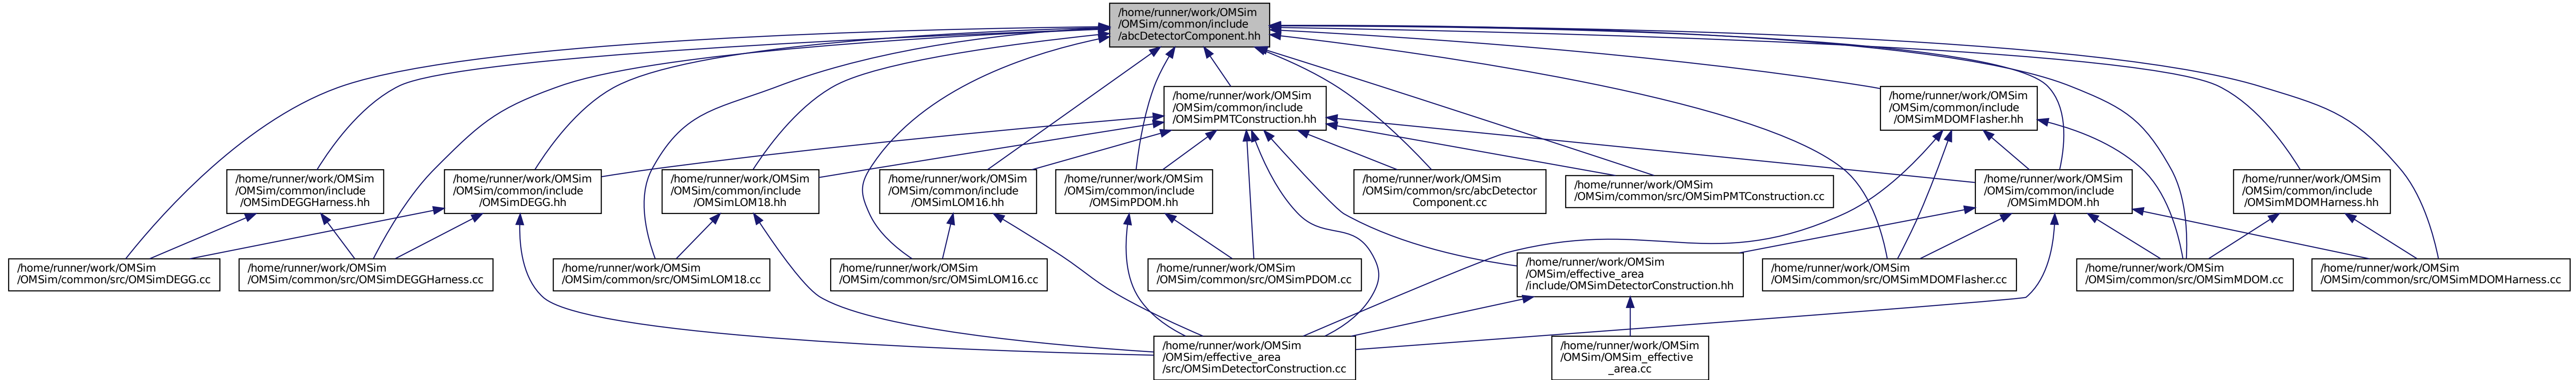 /home/runner/work/OMSim
/OMSim/common/include
/abcDetectorComponent.hh
/home/runner/work/OMSim
/OMSim/common/include
/OMSimPMTConstruction.hh
/home/runner/work/OMSim
/OMSim/common/include
/OMSimMDOMFlasher.hh
/home/runner/work/OMSim
/OMSim/common/include
/OMSimDEGGHarness.hh
/home/runner/work/OMSim
/OMSim/common/include
/OMSimDEGG.hh
/home/runner/work/OMSim
/OMSim/common/include
/OMSimLOM18.hh
/home/runner/work/OMSim
/OMSim/common/include
/OMSimLOM16.hh
/home/runner/work/OMSim
/OMSim/common/include
/OMSimPDOM.hh
/home/runner/work/OMSim
/OMSim/common/src/abcDetector
Component.cc
/home/runner/work/OMSim
/OMSim/common/src/OMSimPMTConstruction.cc
/home/runner/work/OMSim
/OMSim/common/include
/OMSimMDOM.hh
/home/runner/work/OMSim
/OMSim/common/include
/OMSimMDOMHarness.hh
/home/runner/work/OMSim
/OMSim/common/src/OMSimDEGG.cc
/home/runner/work/OMSim
/OMSim/common/src/OMSimDEGGHarness.cc
/home/runner/work/OMSim
/OMSim/common/src/OMSimLOM18.cc
/home/runner/work/OMSim
/OMSim/common/src/OMSimLOM16.cc
/home/runner/work/OMSim
/OMSim/common/src/OMSimPDOM.cc
/home/runner/work/OMSim
/OMSim/effective_area
/include/OMSimDetectorConstruction.hh
/home/runner/work/OMSim
/OMSim/common/src/OMSimMDOMFlasher.cc
/home/runner/work/OMSim
/OMSim/common/src/OMSimMDOM.cc
/home/runner/work/OMSim
/OMSim/common/src/OMSimMDOMHarness.cc
/home/runner/work/OMSim
/OMSim/effective_area
/src/OMSimDetectorConstruction.cc
/home/runner/work/OMSim
/OMSim/OMSim_effective
_area.cc